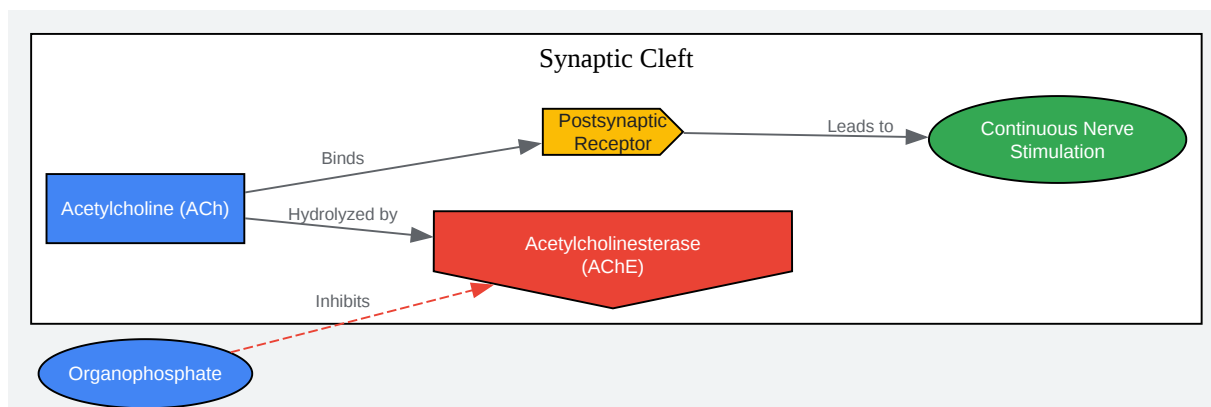 Synaptic Cleft
Postsynaptic
Receptor
Leads to
Continuous Nerve
Stimulation
Binds
Acetylcholine (ACh)
Hydrolyzed by
Acetylcholinesterase
(AChE)
Inhibits
Organophosphate